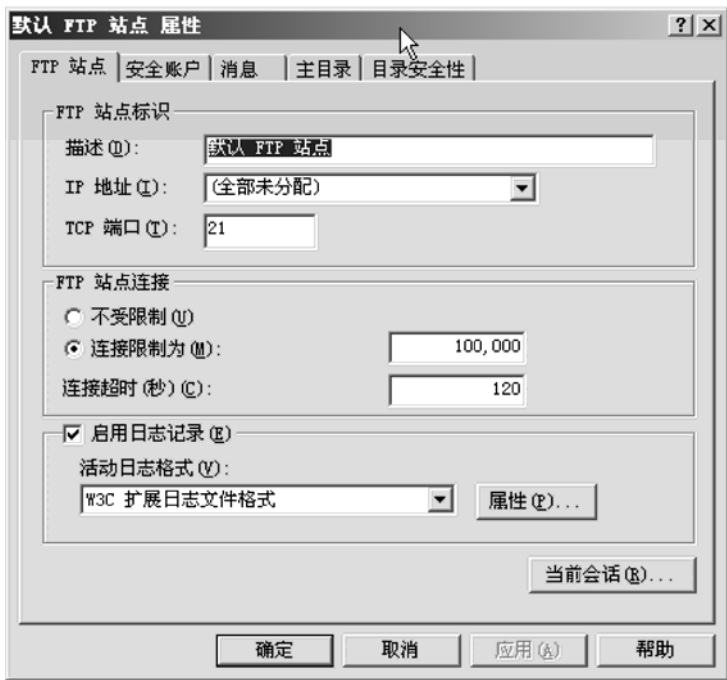 默认 FTP 站点 属性
FTP 站点 安全账户 消息 主目录 目录安全性
FTP 站点标识
描述(D): 默认 FTP 站点
IP 地址(I): (全部未分配)
TCP 端口(T): 21
FTP 站点连接
不受限制(U)
连接限制为(M): 100,000
连接超时(秒)(C): 120
启用日志记录(E)
活动日志格式(V):
W3C 扩展日志文件格式 属性(P)...
当前会话(R)...
确定 取消 应用(A) 帮助